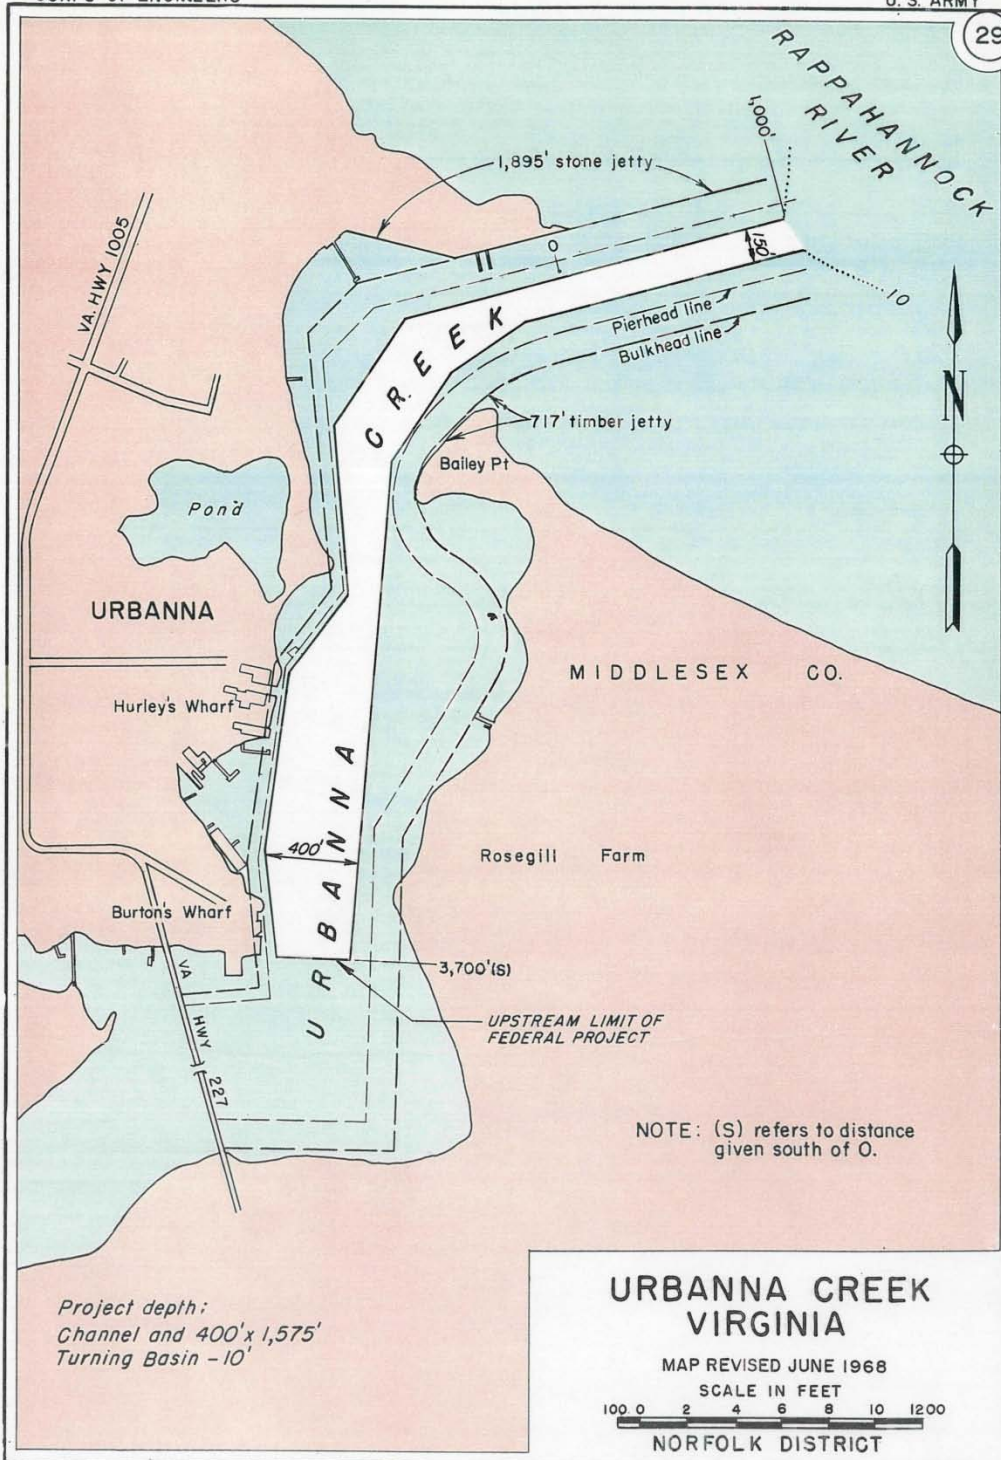 U. S. ARMY
29
RAPPAHANNOCK
RIVER
1,000'
1,895' stone jetty
0
150'
10
VA. HWY 1005
CREEK
Pierhead line
Bulkhead line
N
717' timber jetty
Bailey Pt
Pond
URBANNA
MIDDLESEX CO.
Hurley's Wharf
URBANNA
400'
Rosegill Farm
Burton's Wharf
3,700'(S)
VA
HWY
227
UPSTREAM LIMIT OF
FEDERAL PROJECT
NOTE: (S) refers to distance
given south of O.
Project depth:
Channel and 400' x 1,575'
Turning Basin - 10'
URBANNA CREEK
VIRGINIA
MAP REVISED JUNE 1968
SCALE IN FEET
100 0 2 4 6 8 10 1200
NORFOLK DISTRICT